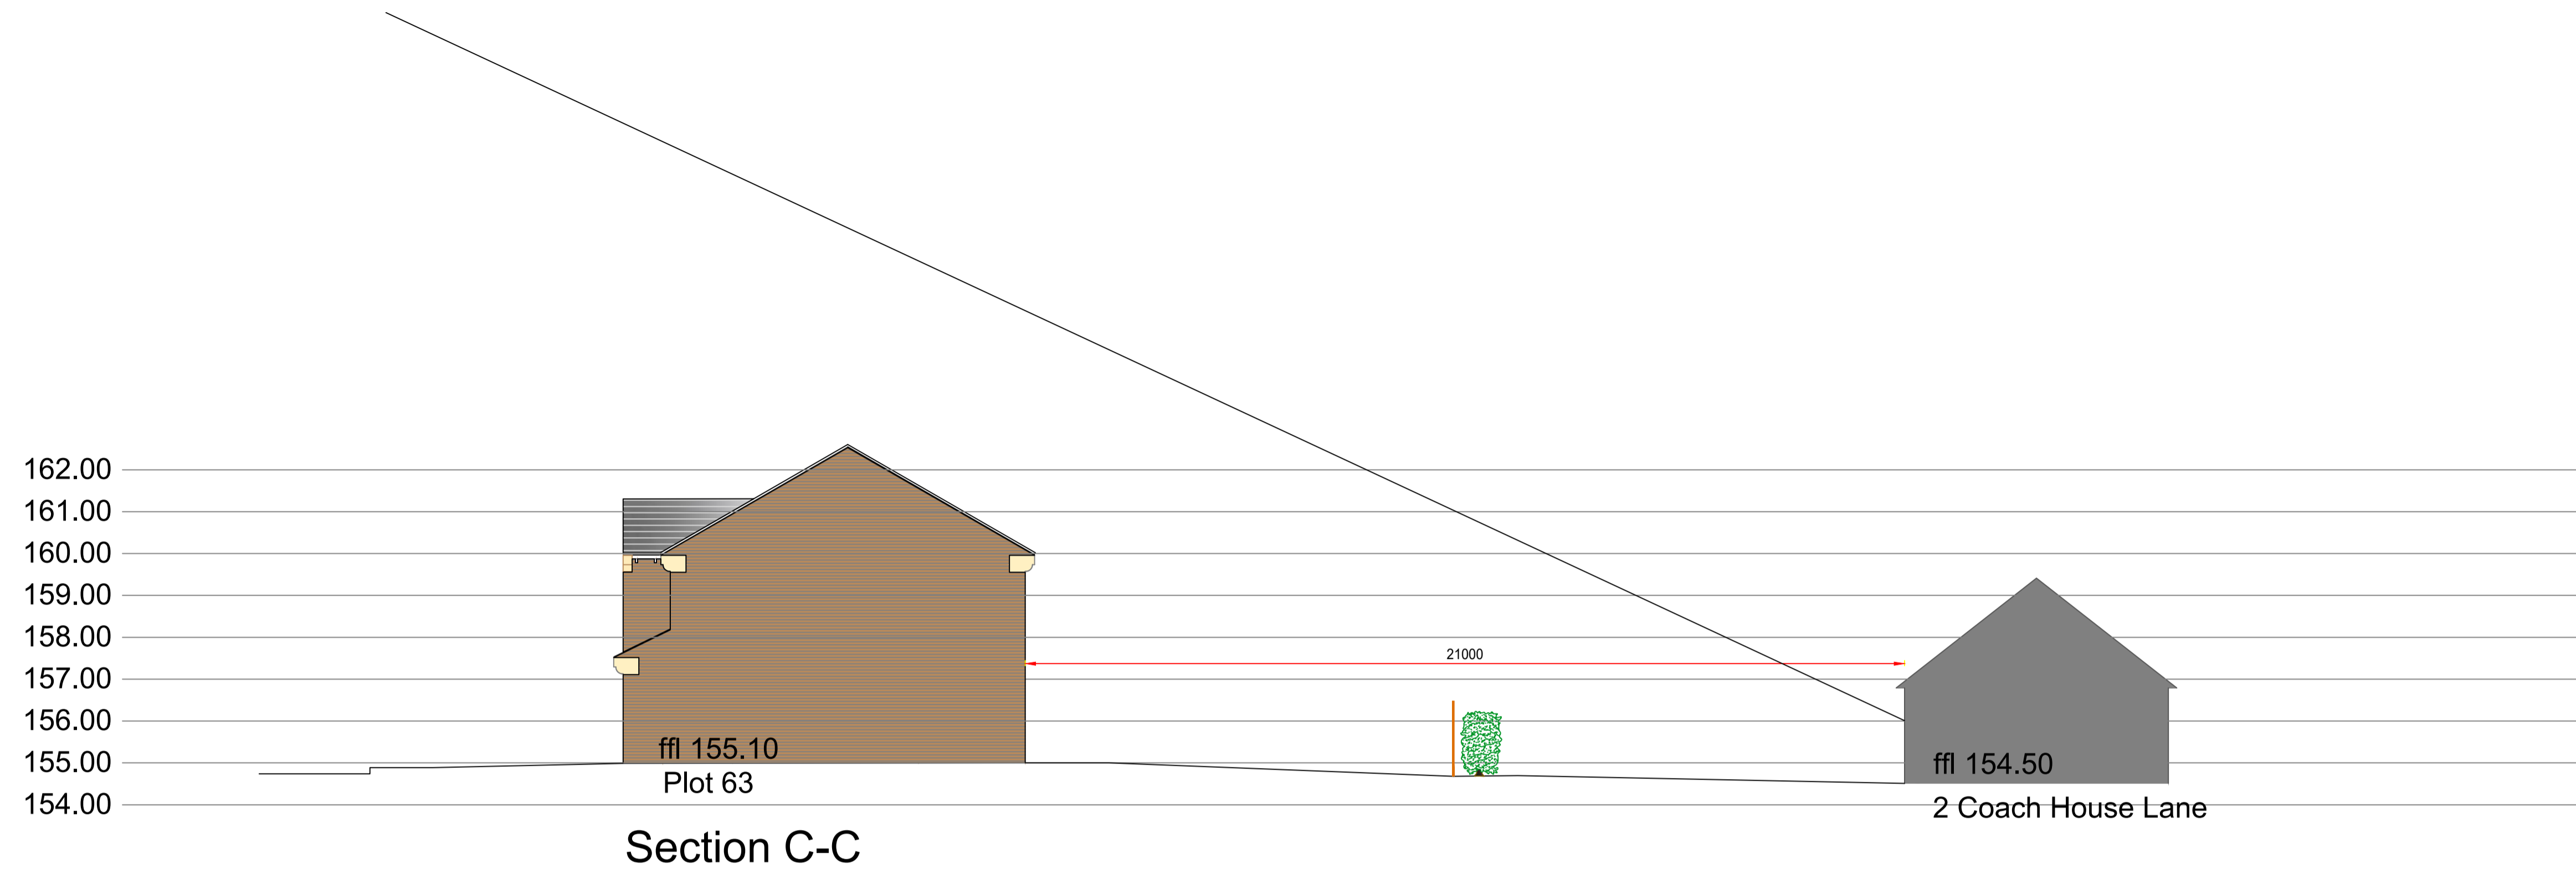 162.00
161.00
160.00
159.00
158.00
157.00
156.00
155.00
154.00
21000
ffl 155.10
Plot 63
ffl 154.50
2 Coach House Lane
Section C-C